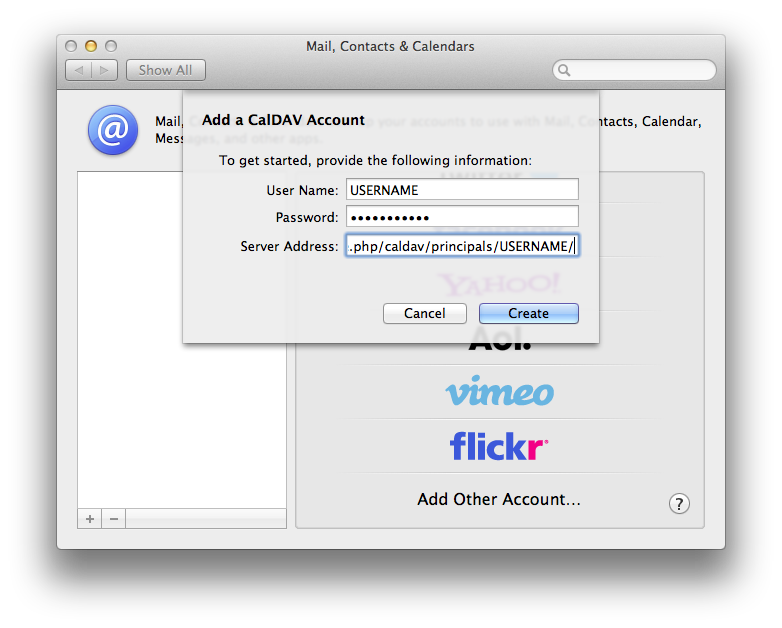 Mail, Contacts & Calendars
Show All
Add a CalDAV Account
Mail, up your accounts to use with Mail, Contacts, Calendar,
Messages, and other apps.
To get started, provide the following information:
User Name: USERNAME
Password: •••••••••••
Server Address: .php/caldav/principals/USERNAME/
YAHOO!
Cancel
Create
Aol.
vimeo
flickr
Add Other Account...
?